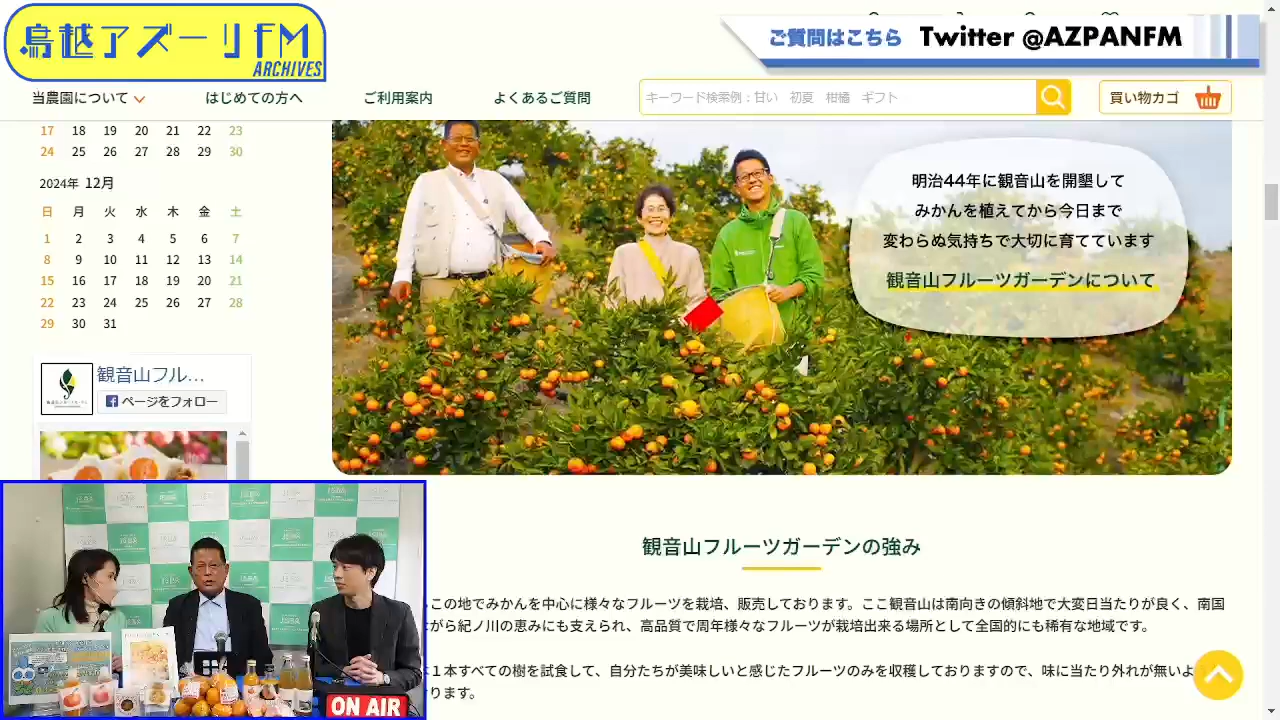 鳥越アズーリFM
ARCHIVES
ご質問はこちら Twitter @AZPANFM
当農園について
はじめての方へ
ご利用案内
よくあるご質問
キーワード検索例：甘い 初夏 柑橘 ギフト
買い物カゴ
17 18 19 20 21 22 23
24 25 26 27 28 29 30
2024年 12月
日 月 火 水 木 金 土
1 2 3 4 5 6 7
8 9 10 11 12 13 14
15 16 17 18 19 20 21
22 23 24 25 26 27 28
29 30 31
明治44年に観音山を開墾して
みかんを植えてから今日まで
変わらぬ気持ちで大切に育てています
観音山フルーツガーデンについて
観音山フル...
ページをフォロー
観音山フルーツガーデンの強み
この地でみかんを中心に様々なフルーツを栽培、販売しております。ここ観音山は南向きの傾斜地で大変日当たりが良く、南国
がら紀ノ川の恵みにも支えられ、高品質で周年様々なフルーツが栽培出来る場所として全国的にも稀有な地域です。
１本すべての樹を試食して、自分たちが美味しいと感じたフルーツのみを収穫しておりますので、味に当たり外れが無いよ
ります。
ON AIR